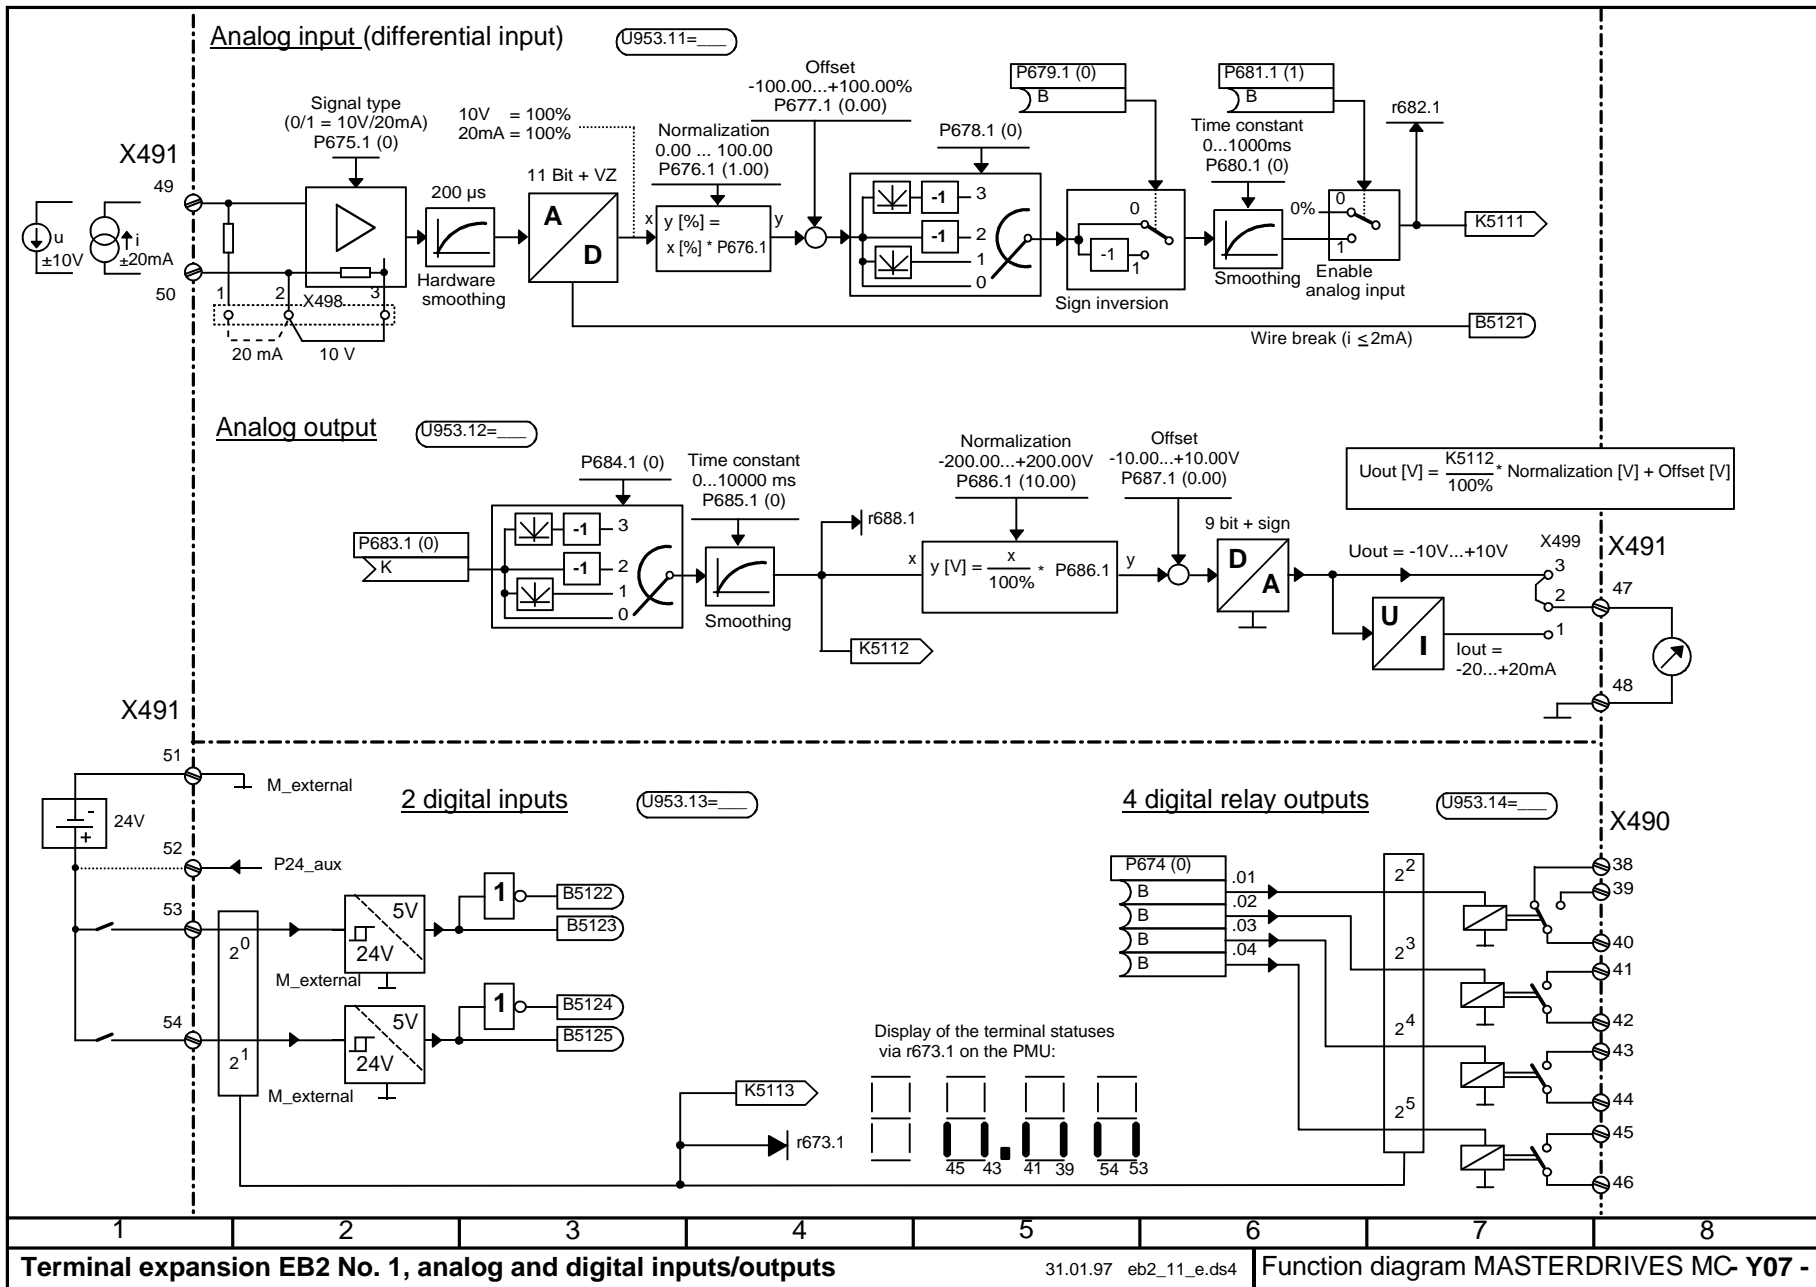 Analog input (differential input)
U953.11=___
Offset
-100.00...+100.00%
P677.1 (0.00)
P679.1 (0)
B
P681.1 (1)
B
r682.1
Signal type
(0/1 = 10V/20mA)
P675.1 (0)
10V = 100%
20mA = 100%
Normalization
0.00 ... 100.00
P676.1 (1.00)
P678.1 (0)
Time constant
0...1000ms
P680.1 (0)
X491
49
200 µs
11 Bit + VZ
A
D
x
y [%] =
x [%] * P676.1
y
-1
3
-1
2
1
0
0
-1
1
0%
0
1
K5111
u
±10V
i
±20mA
50
1
2
3
X498
20 mA
10 V
Hardware
smoothing
Sign inversion
Smoothing
Enable
analog input
B5121
Wire break (i ≤ 2mA)
Analog output
U953.12=___
P684.1 (0)
Time constant
0...10000 ms
P685.1 (0)
Normalization
-200.00...+200.00V
P686.1 (10.00)
Offset
-10.00...+10.00V
P687.1 (0.00)
Uout [V] = K5112 / 100% * Normalization [V] + Offset [V]
P683.1 (0)
K
-1
3
-1
2
1
0
Smoothing
r688.1
K5112
x
y [V] = x / 100% * P686.1
y
9 bit + sign
D
A
Uout = -10V...+10V
X499
X491
3
2
1
47
U
I
Iout =
-20...+20mA
48
X491
51
M_external
24V
-
+
52
P24_aux
53
54
2 digital inputs
U953.13=___
2^0
2^1
5V
24V
M_external
1
B5122
B5123
5V
24V
M_external
1
B5124
B5125
4 digital relay outputs
U953.14=___
X490
P674 (0)
B
.01
B
.02
B
.03
B
.04
2^2
2^3
2^4
2^5
38
39
40
41
42
43
44
45
46
Display of the terminal statuses
via r673.1 on the PMU:
K5113
r673.1
45 43 41 39 54 53
1 2 3 4 5 6 7 8
Terminal expansion EB2 No. 1, analog and digital inputs/outputs
31.01.97 eb2_11_e.ds4
Function diagram MASTERDRIVES MC
- Y07 -